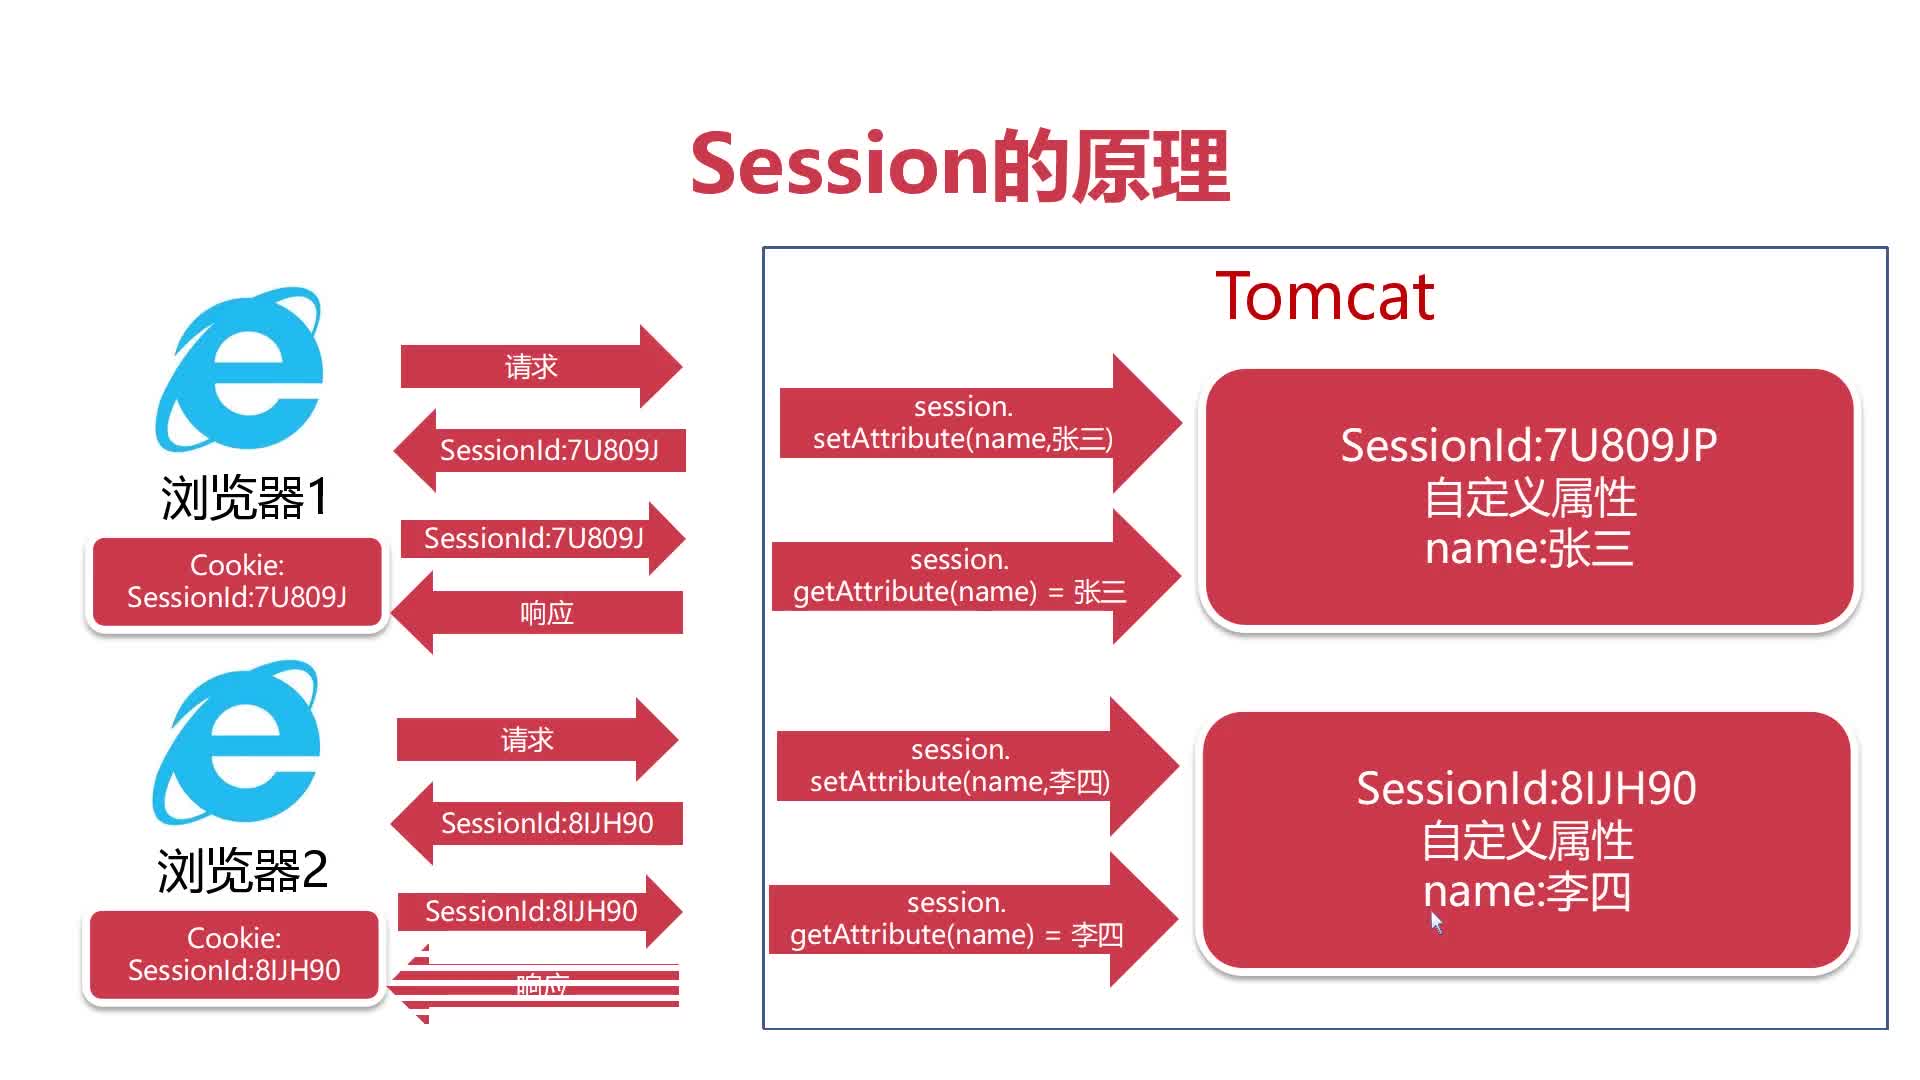 Session的原理
Tomcat
浏览器1
Cookie:
SessionId:7U809J
请求
SessionId:7U809J
SessionId:7U809J
响应
session.
setAttribute(name,张三)
session.
getAttribute(name) = 张三
SessionId:7U809JP
自定义属性
name:张三
浏览器2
Cookie:
SessionId:8IJH90
请求
SessionId:8IJH90
SessionId:8IJH90
响应
session.
setAttribute(name,李四)
session.
getAttribute(name) = 李四
SessionId:8IJH90
自定义属性
name:李四